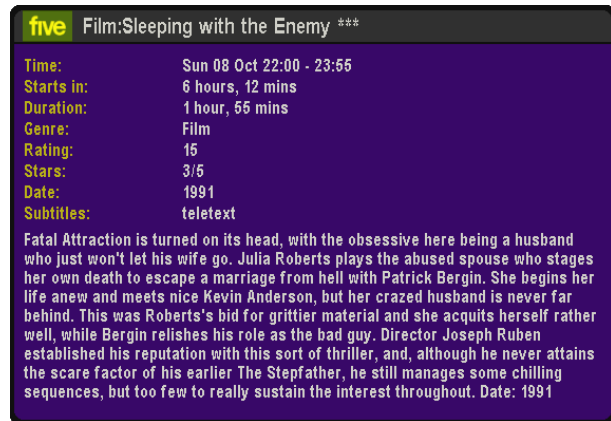 five Film:Sleeping with the Enemy ***
Time: Sun 08 Oct 22:00 - 23:55
Starts in: 6 hours, 12 mins
Duration: 1 hour, 55 mins
Genre: Film
Rating: 15
Stars: 3/5
Date: 1991
Subtitles: teletext
Fatal Attraction is turned on its head, with the obsessive here being a husband
who just won't let his wife go. Julia Roberts plays the abused spouse who stages
her own death to escape a marriage from hell with Patrick Bergin. She begins her
life anew and meets nice Kevin Anderson, but her crazed husband is never far
behind. This was Roberts's bid for grittier material and she acquits herself rather
well, while Bergin relishes his role as the bad guy. Director Joseph Ruben
established his reputation with this sort of thriller, and, although he never attains
the scare factor of his earlier The Stepfather, he still manages some chilling
sequences, but too few to really sustain the interest throughout. Date: 1991